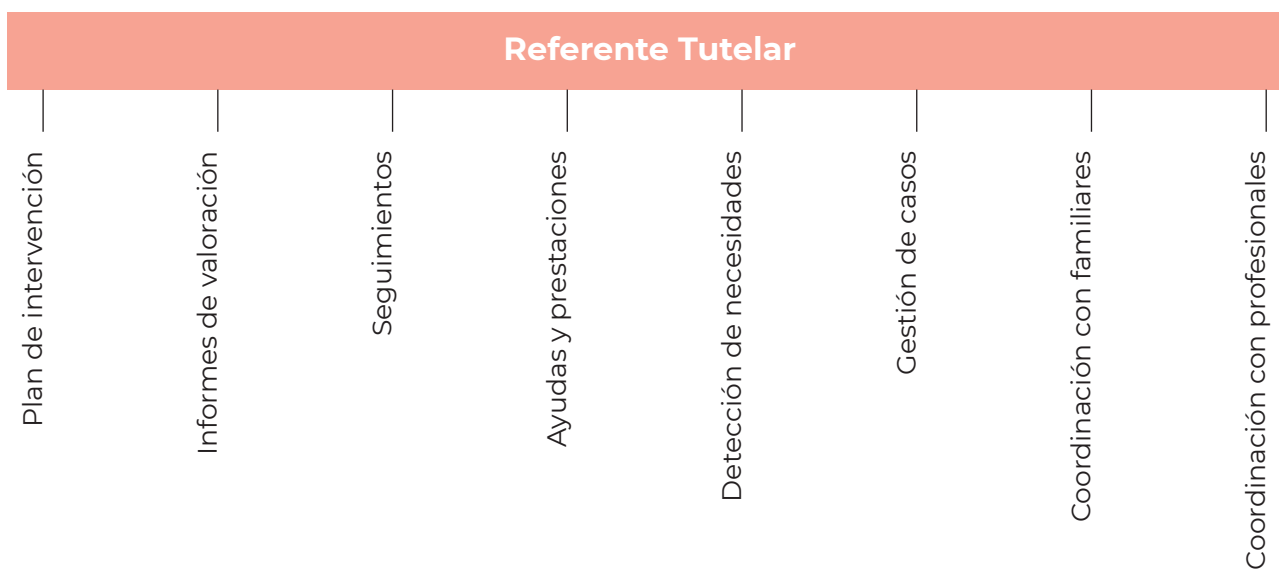 Referente Tutelar
Plan de intervención
Informes de valoración
Seguimientos
Ayudas y prestaciones
Detección de necesidades
Gestión de casos
Coordinación con familiares
Coordinación con profesionales